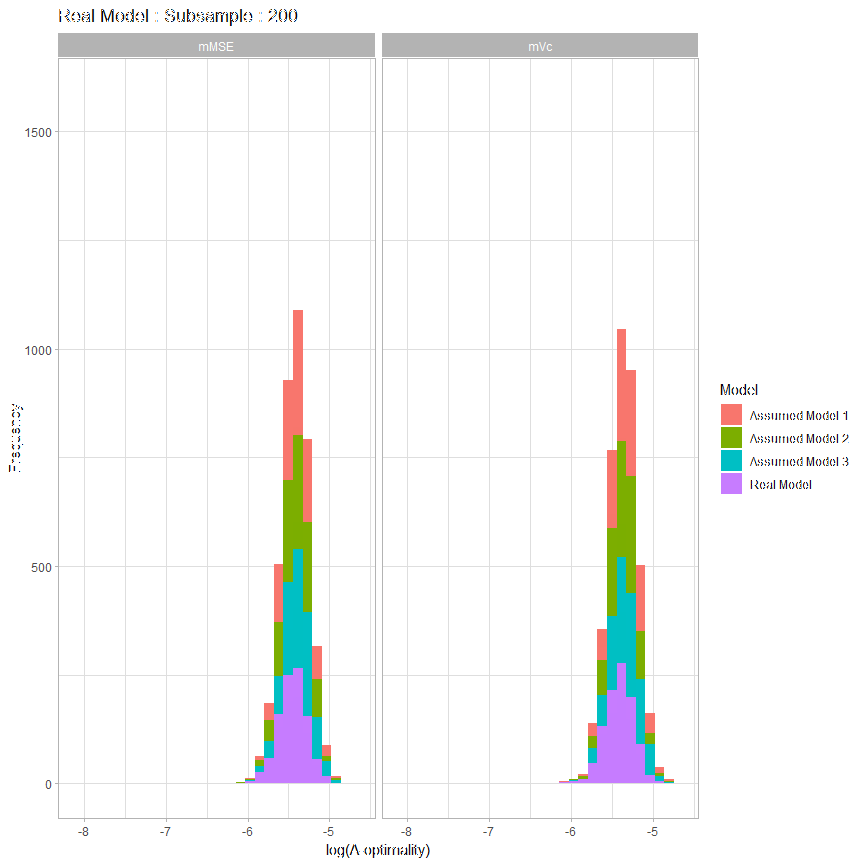 Real Model : Subsample : 200
mMSE
mVc
1500
1000
500
0
Frequency
-8
-7
-6
-5
-8
-7
-6
-5
log(A-optimality)
Model
Assumed Model 1
Assumed Model 2
Assumed Model 3
Real Model